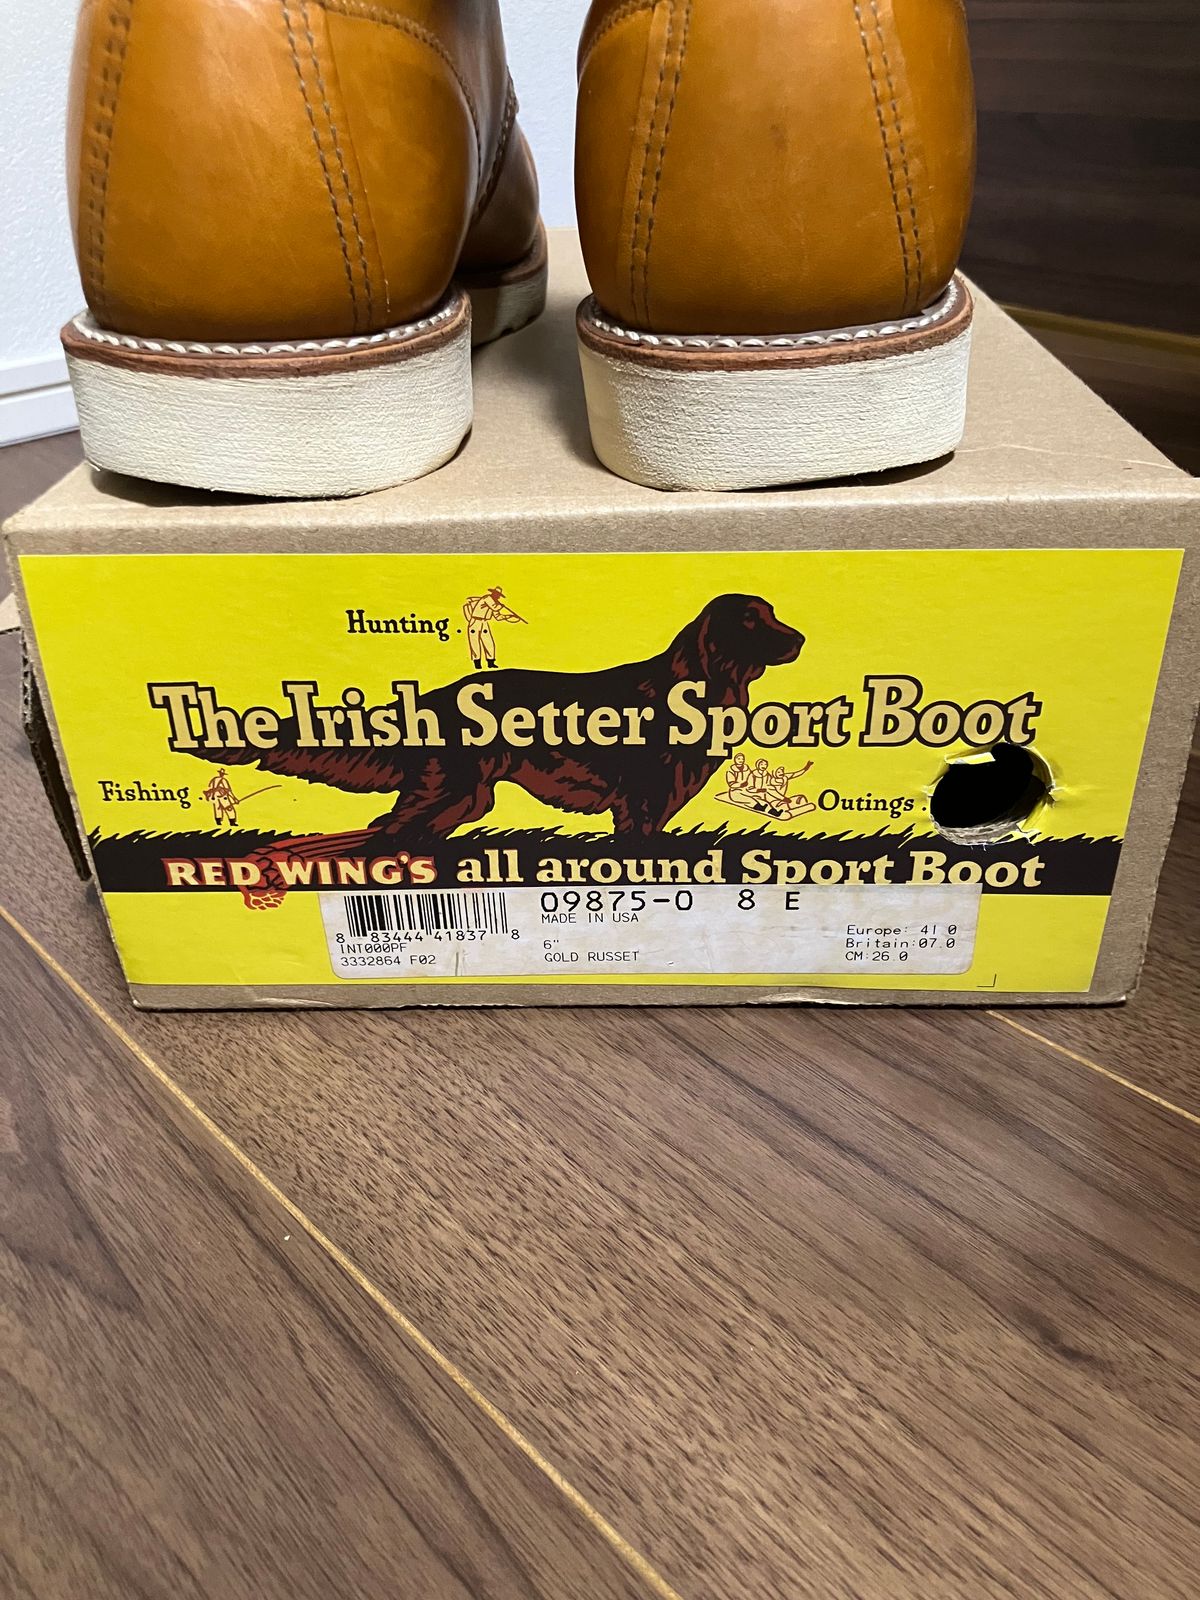 Hunting .
The Irish Setter Sport Boot
Fishing .
Outings .
RED WING'S all around Sport Boot
09875-0 8 E
MADE IN USA
8 83444 41837 8
INT000PF
3332864 F02
6"
GOLD RUSSET
Europe: 41.0
Britain:07.0
CM:26.0